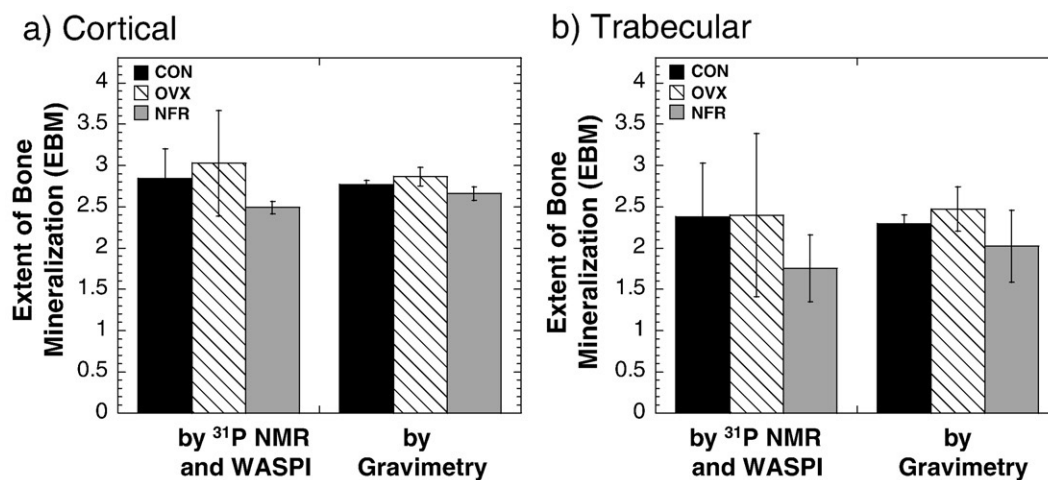 a) Cortical
Extent of Bone
Mineralization (EBM)
4
3.5
3
2.5
2
1.5
1
0.5
0
CON
OVX
NFR
by ³¹P NMR
and WASPI
by
Gravimetry
b) Trabecular
Extent of Bone
Mineralization (EBM)
4
3.5
3
2.5
2
1.5
1
0.5
0
CON
OVX
NFR
by ³¹P NMR
and WASPI
by
Gravimetry